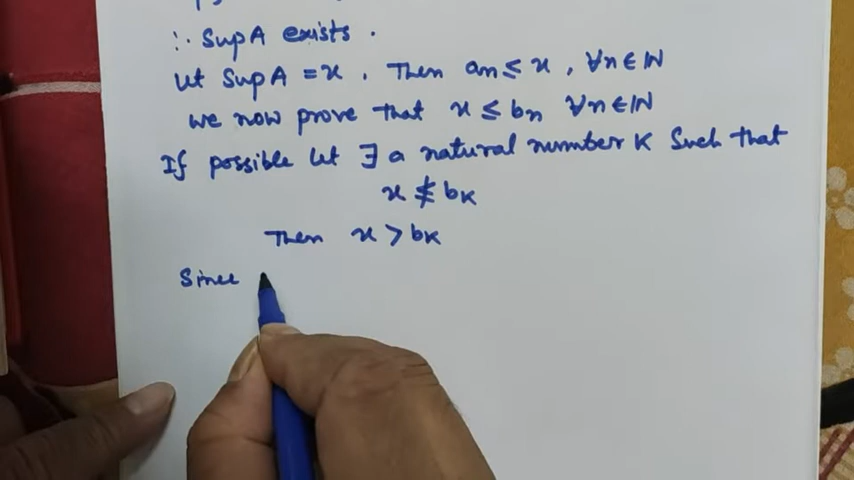 ∴ Sup A exists.
Let Sup A = x. Then aₙ ≤ x, ∀n∈ℕ
we now prove that x ≤ bₙ ∀n∈ℕ
If possible let ∃ a natural number K Such that
x ≰ bK
Then x > bK
Since